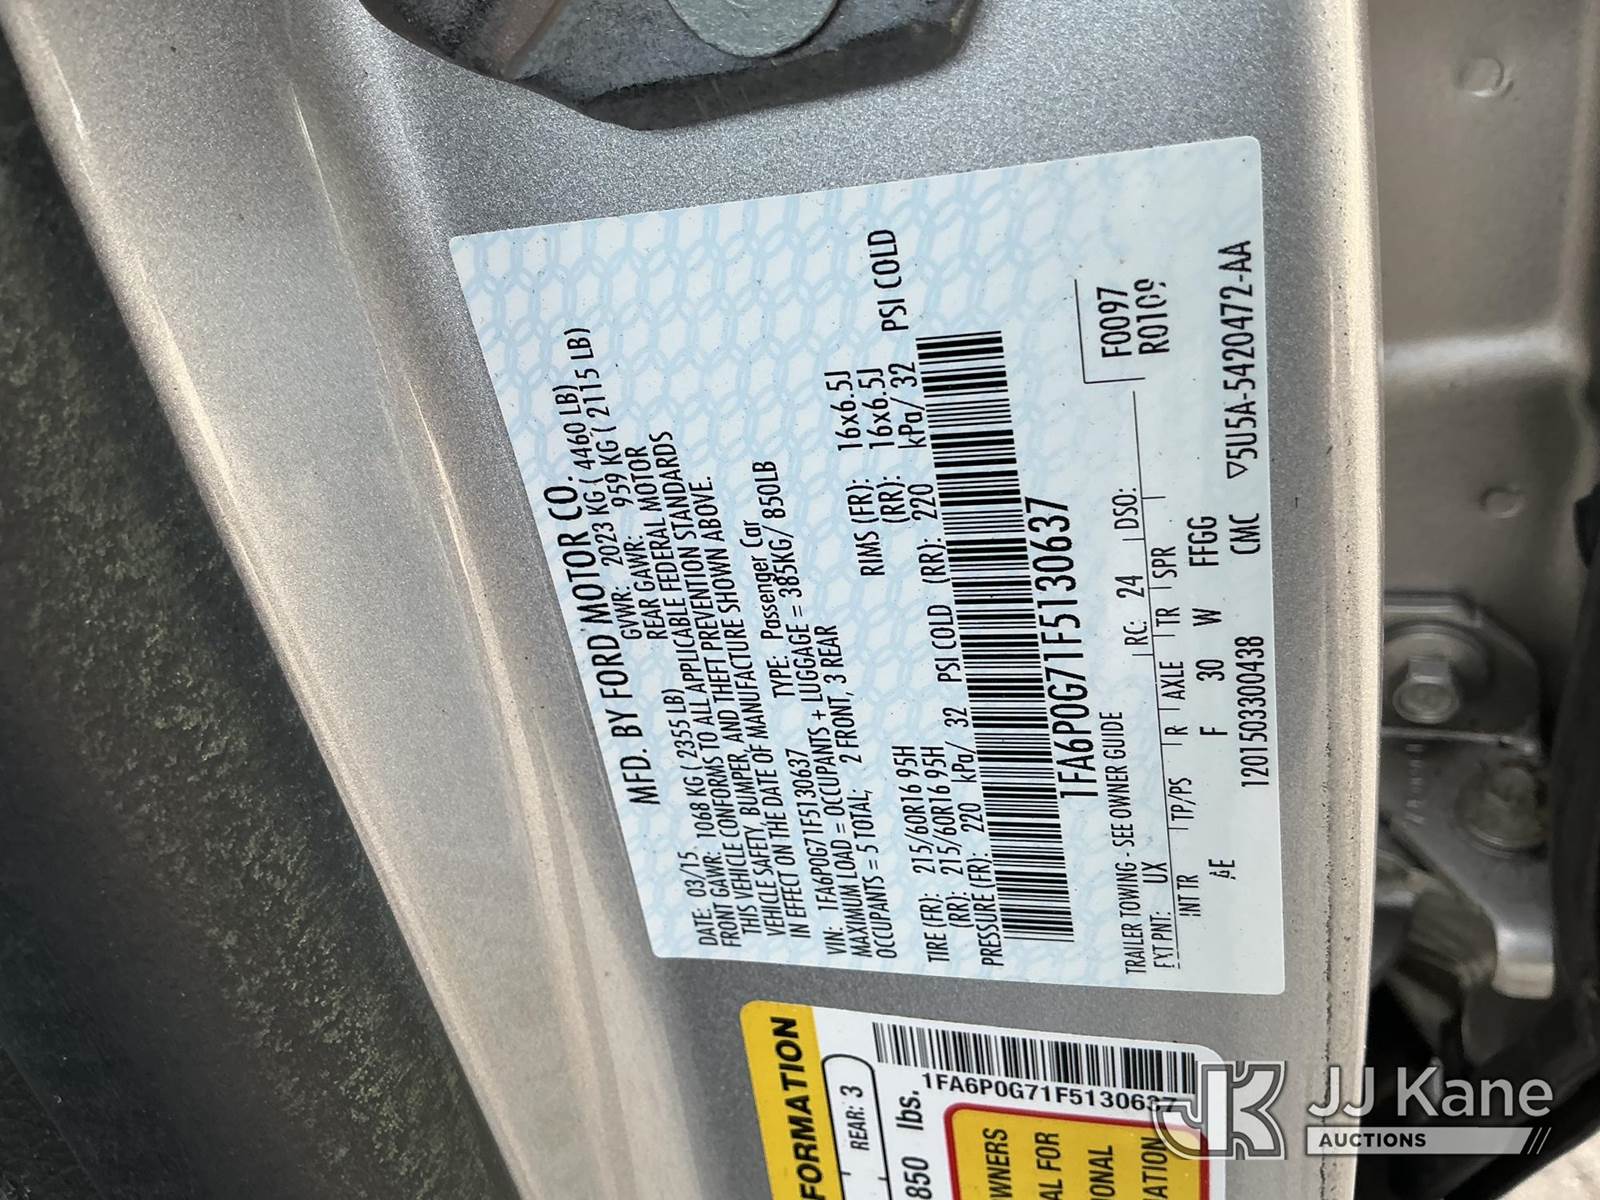 MFD. BY FORD MOTOR CO.
DATE: 03/15 GVWR: 2023 KG ( 4460 LB)
FRONT GAWR: 1068 KG ( 2355 LB) REAR GAWR: 959 KG ( 2115 LB)
THIS VEHICLE CONFORMS TO ALL APPLICABLE FEDERAL MOTOR
VEHICLE SAFETY, BUMPER, AND THEFT PREVENTION STANDARDS
IN EFFECT ON THE DATE OF MANUFACTURE SHOWN ABOVE.
VIN: 1FA6P0G71F5130637 TYPE: Passenger Car
MAXIMUM LOAD = OCCUPANTS + LUGGAGE = 385KG/ 850LB
OCCUPANTS = 5 TOTAL, 2 FRONT, 3 REAR
TIRE (FR): 215/60R16 95H RIMS (FR): 16x6.5J
(RR): 215/60R16 95H (RR): 16x6.5J
PRESSURE (FR): 220 kPa/ 32 PSI COLD (RR): 220 kPa/ 32 PSI COLD
1FA6P0G71F5130637
F0097
R0109
TRAILER TOWING - SEE OWNER GUIDE
EXT PNT: UX RC: 24 DSO:
INT TR TP/PS R AXLE TR SPR
AE F 30 W FFGG
1201503300438 CMC ▽5U5A-5420472-AA
FORMATION
REAR: 3
850 lbs.
1FA6P0G71F5130637
OWNERS
AL FOR
IONAL
ATION
JJ Kane
AUCTIONS